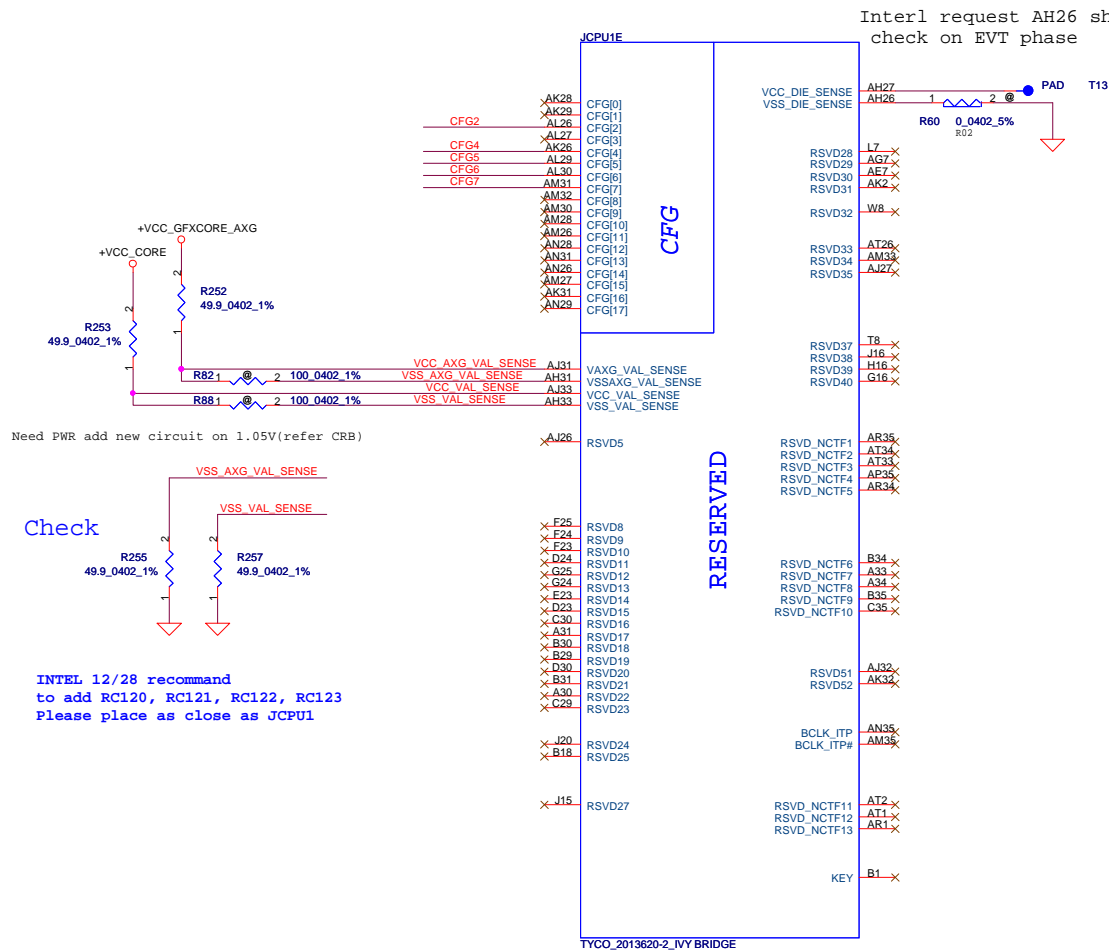 Interl request AH26 sh
check on EVT phase
JCPU1E
AK28 CFG[0]
AK29 CFG[1]
CFG2 AL26 CFG[2]
AL27 CFG[3]
CFG4 AK26 CFG[4]
CFG5 AL29 CFG[5]
CFG6 AL30 CFG[6]
CFG7 AM31 CFG[7]
AM32 CFG[8]
AM30 CFG[9]
AM28 CFG[10]
AM26 CFG[11]
AN28 CFG[12]
AN31 CFG[13]
AN26 CFG[14]
AM27 CFG[15]
AK31 CFG[16]
AN29 CFG[17]
CFG
VCC_DIE_SENSE AH27
VSS_DIE_SENSE AH26
PAD T13
1 2 @
R60 0_0402_5%
R02
RSVD28 L7
RSVD29 AG7
RSVD30 AE7
RSVD31 AK2
RSVD32 W8
RSVD33 AT26
RSVD34 AM33
RSVD35 AJ27
RSVD37 T8
RSVD38 J16
RSVD39 H16
RSVD40 G16
+VCC_GFXCORE_AXG
+VCC_CORE
2
R252
49.9_0402_1%
1
2
R253
49.9_0402_1%
1
VCC_AXG_VAL_SENSE AJ31 VAXG_VAL_SENSE
R82 1 @ 2 100_0402_1% VSS_AXG_VAL_SENSE AH31 VSSAXG_VAL_SENSE
VCC_VAL_SENSE AJ33 VCC_VAL_SENSE
R88 1 @ 2 100_0402_1% VSS_VAL_SENSE AH33 VSS_VAL_SENSE
Need PWR add new circuit on 1.05V(refer CRB)
AJ26 RSVD5
RESERVED
RSVD_NCTF1 AR35
RSVD_NCTF2 AT34
RSVD_NCTF3 AT33
RSVD_NCTF4 AP35
RSVD_NCTF5 AR34
VSS_AXG_VAL_SENSE
VSS_VAL_SENSE
Check
2
R255
49.9_0402_1%
1
2
R257
49.9_0402_1%
1
F25 RSVD8
F24 RSVD9
F23 RSVD10
D24 RSVD11
G25 RSVD12
G24 RSVD13
E23 RSVD14
D23 RSVD15
C30 RSVD16
A31 RSVD17
B30 RSVD18
B29 RSVD19
D30 RSVD20
B31 RSVD21
A30 RSVD22
C29 RSVD23
J20 RSVD24
B18 RSVD25
J15 RSVD27
RSVD_NCTF6 B34
RSVD_NCTF7 A33
RSVD_NCTF8 A34
RSVD_NCTF9 B35
RSVD_NCTF10 C35
RSVD51 AJ32
RSVD52 AK32
BCLK_ITP AN35
BCLK_ITP# AM35
RSVD_NCTF11 AT2
RSVD_NCTF12 AT1
RSVD_NCTF13 AR1
KEY B1
INTEL 12/28 recommand
to add RC120, RC121, RC122, RC123
Please place as close as JCPU1
TYCO_2013620-2_IVY BRIDGE